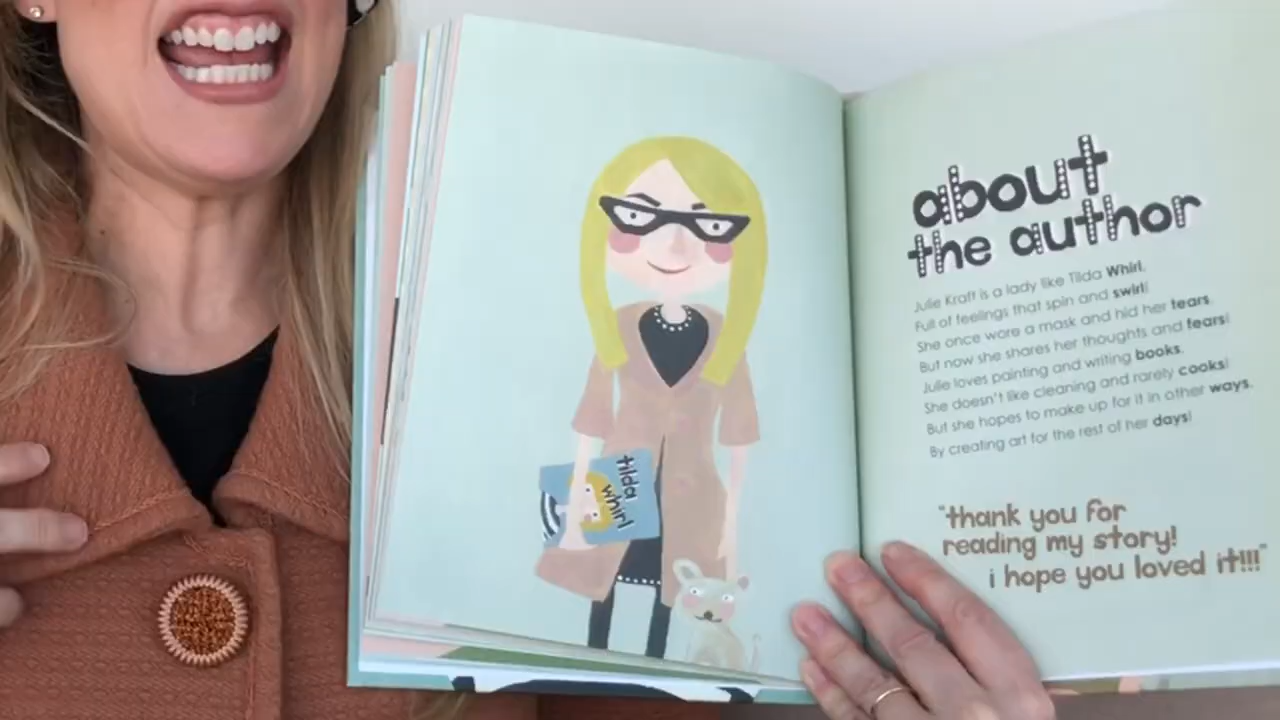 tilda
whirl
about
the author
Julie Kraft is a lady like Tilda Whirl,
Full of feelings that spin and swirl!
She once wore a mask and hid her tears,
But now she shares her thoughts and fears!
Julie loves painting and writing books,
She doesn't like cleaning and rarely cooks!
But she hopes to make up for it in other ways,
By creating art for the rest of her days!
"thank you for
reading my story!
i hope you loved it!!!"